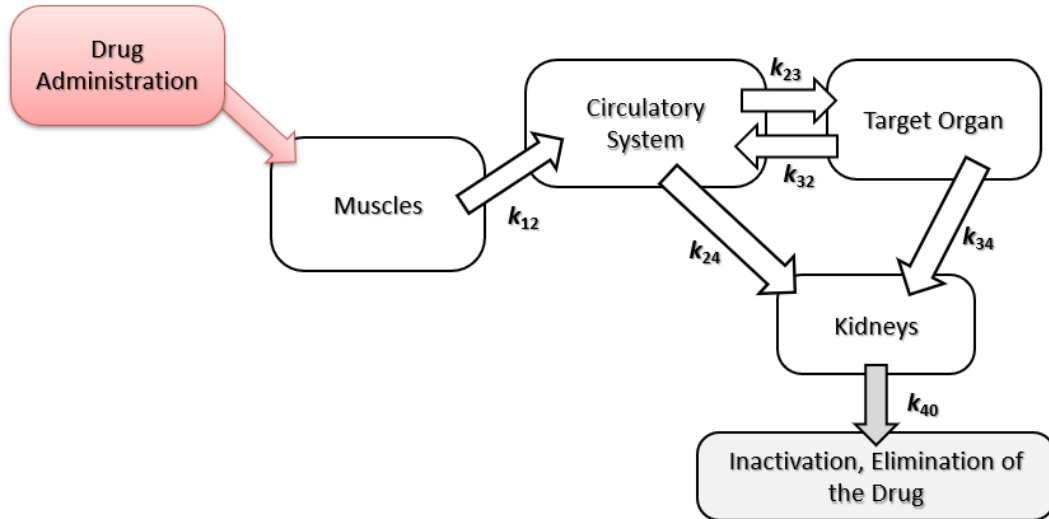 Drug
Administration
Muscles
k12
Circulatory
System
k23
k32
Target Organ
k24
k34
Kidneys
k40
Inactivation, Elimination of
the Drug